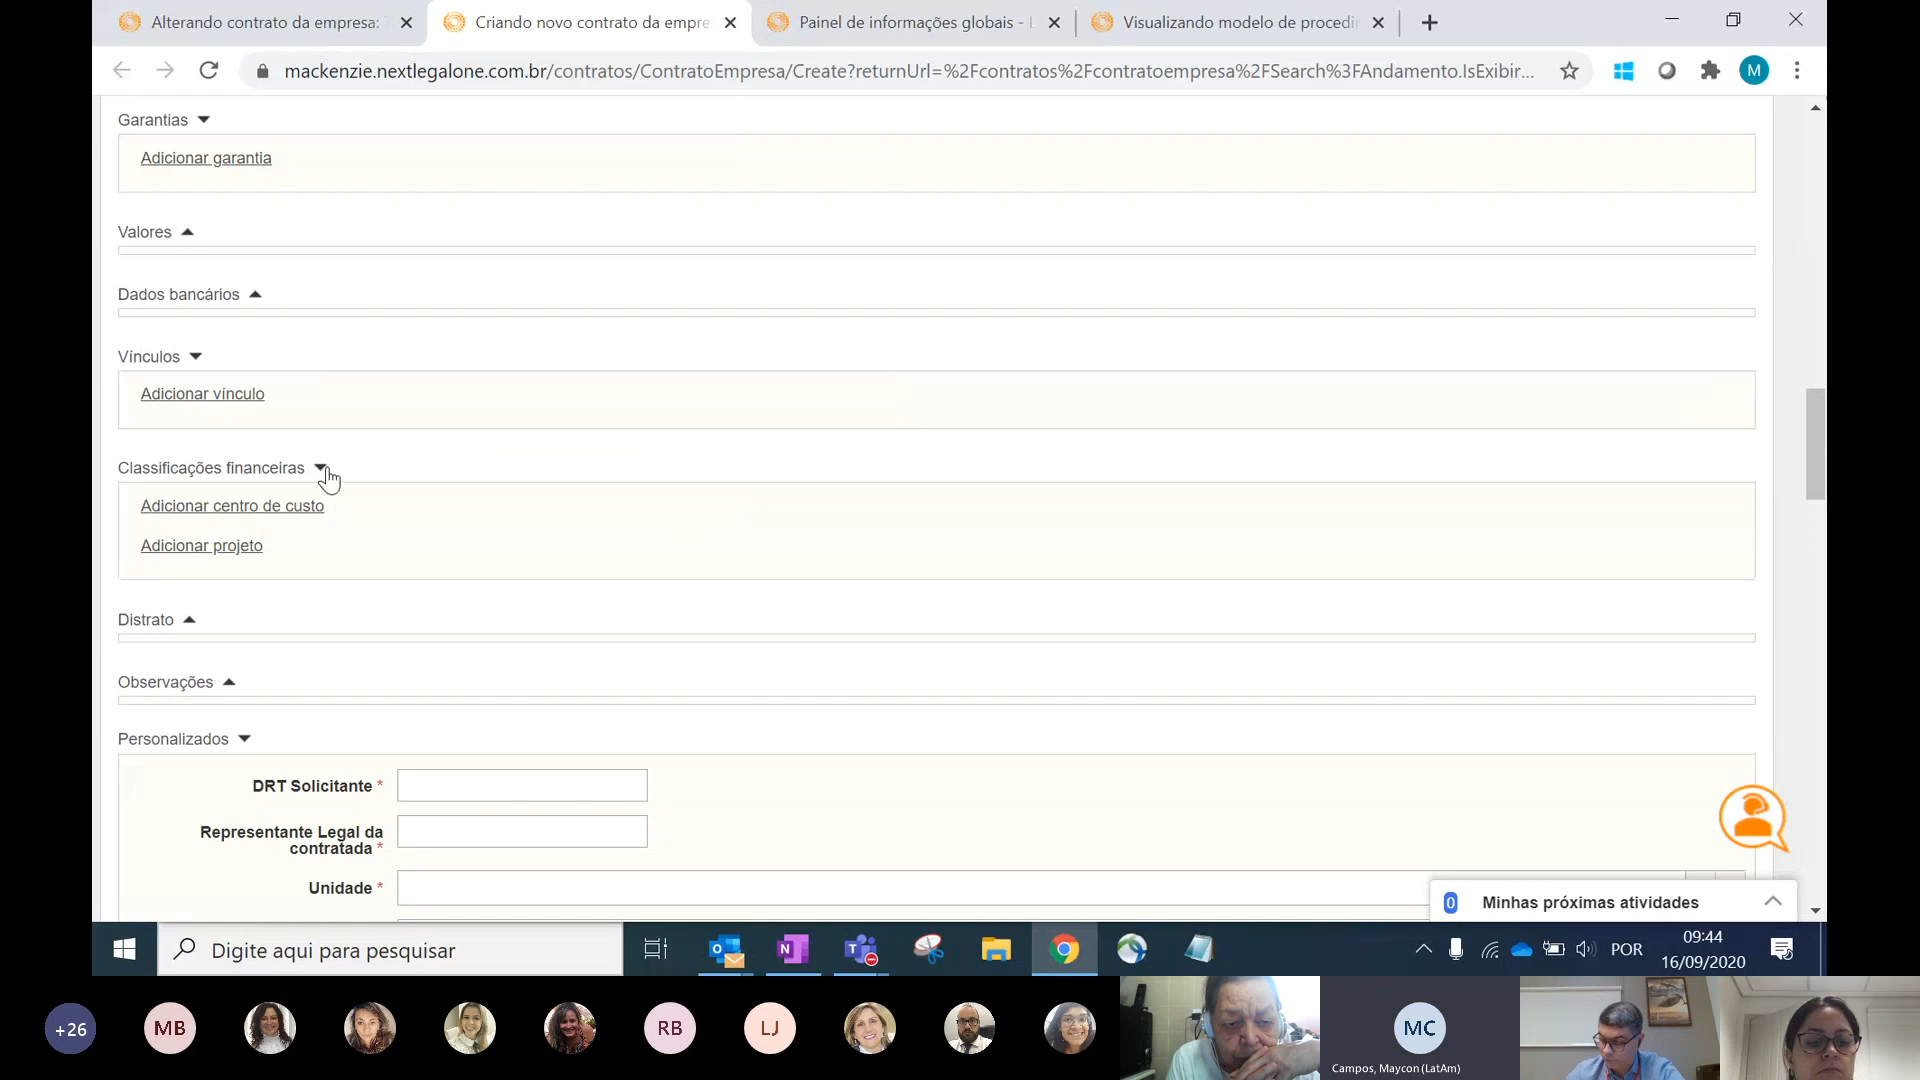 Alterando contrato da empresa:
Criando novo contrato da empre
Painel de informações globais - L
Visualizando modelo de procedi
mackenzie.nextlegalone.com.br/contratos/ContratoEmpresa/Create?returnUrl=%2Fcontratos%2Fcontratoempresa%2FSearch%3FAndamento.IsExibir...
M
Garantias
Adicionar garantia
Valores
Dados bancários
Vínculos
Adicionar vínculo
Classificações financeiras
Adicionar centro de custo
Adicionar projeto
Distrato
Observações
Personalizados
DRT Solicitante *
Representante Legal da
contratada *
Unidade *
0 Minhas próximas atividades
Digite aqui para pesquisar
POR
09:44
16/09/2020
+26
MB
RB
LJ
MC
Campos, Maycon (LatAm)